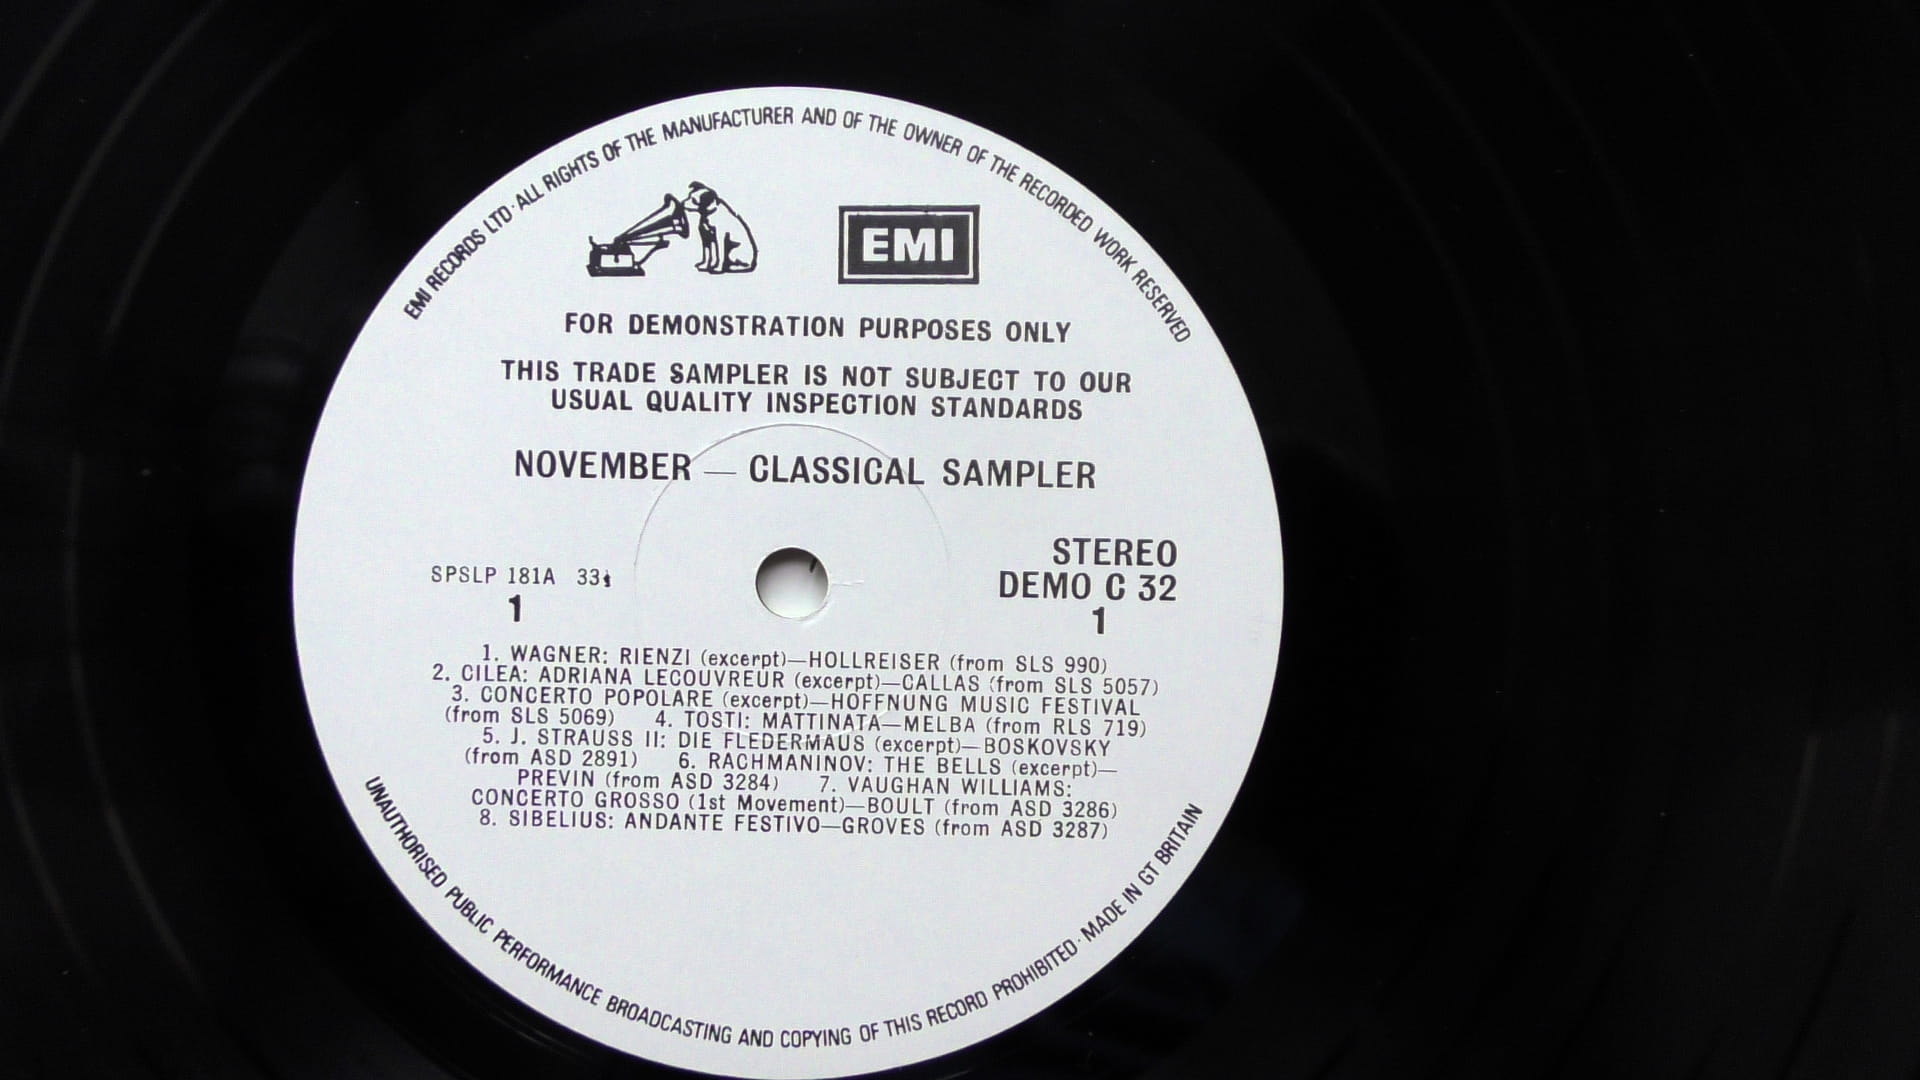 EMI RECORDS LTD · ALL RIGHTS OF THE MANUFACTURER AND OF THE OWNER OF THE RECORDED WORK RESERVED
EMI
FOR DEMONSTRATION PURPOSES ONLY
THIS TRADE SAMPLER IS NOT SUBJECT TO OUR
USUAL QUALITY INSPECTION STANDARDS
NOVEMBER — CLASSICAL SAMPLER
STEREO
SPSLP 181A 33⅓
DEMO C 32
1
1
1. WAGNER: RIENZI (excerpt)—HOLLREISER (from SLS 990)
2. CILEA: ADRIANA LECOUVREUR (excerpt)—CALLAS (from SLS 5057)
3. CONCERTO POPOLARE (excerpt)—HOFFNUNG MUSIC FESTIVAL
(from SLS 5069) 4. TOSTI: MATTINATA—MELBA (from RLS 719)
5. J. STRAUSS II: DIE FLEDERMAUS (excerpt)—BOSKOVSKY
(from ASD 2891) 6. RACHMANINOV: THE BELLS (excerpt)—
PREVIN (from ASD 3284) 7. VAUGHAN WILLIAMS:
CONCERTO GROSSO (1st Movement)—BOULT (from ASD 3286)
8. SIBELIUS: ANDANTE FESTIVO—GROVES (from ASD 3287)
UNAUTHORISED PUBLIC PERFORMANCE BROADCASTING AND COPYING OF THIS RECORD PROHIBITED · MADE IN GT BRITAIN